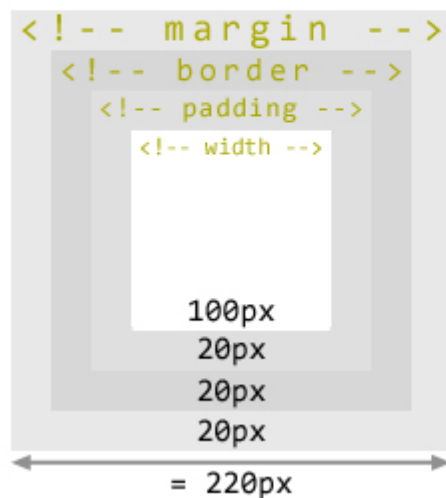 <!-- margin -->
<!-- border -->
<!-- padding -->
<!-- width -->
100px
20px
20px
20px
= 220px